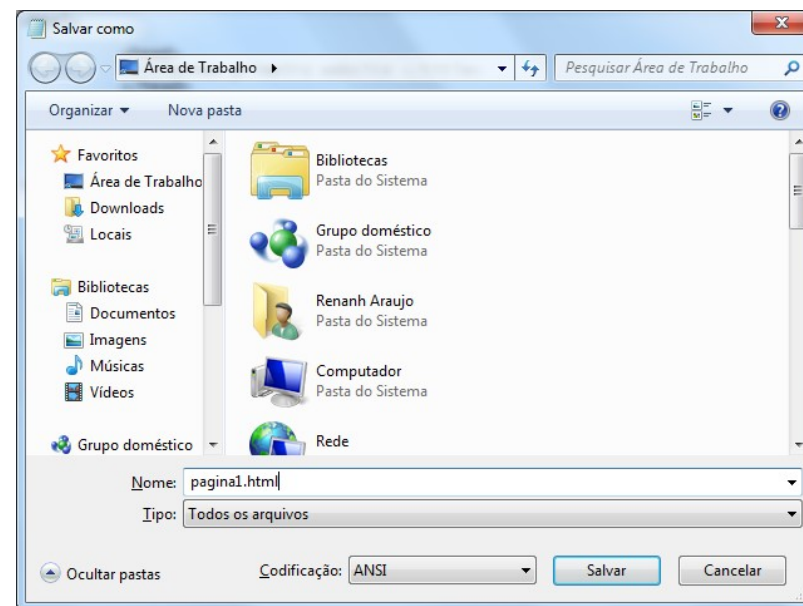 Salvar como
Área de Trabalho
Pesquisar Área de Trabalho
Organizar
Nova pasta
Favoritos
Área de Trabalho
Downloads
Locais
Bibliotecas
Documentos
Imagens
Músicas
Vídeos
Grupo doméstico
Bibliotecas
Pasta do Sistema
Grupo doméstico
Pasta do Sistema
Renanh Araujo
Pasta do Sistema
Computador
Pasta do Sistema
Rede
Nome: pagina1.html
Tipo: Todos os arquivos
Ocultar pastas Codificação: ANSI Salvar Cancelar